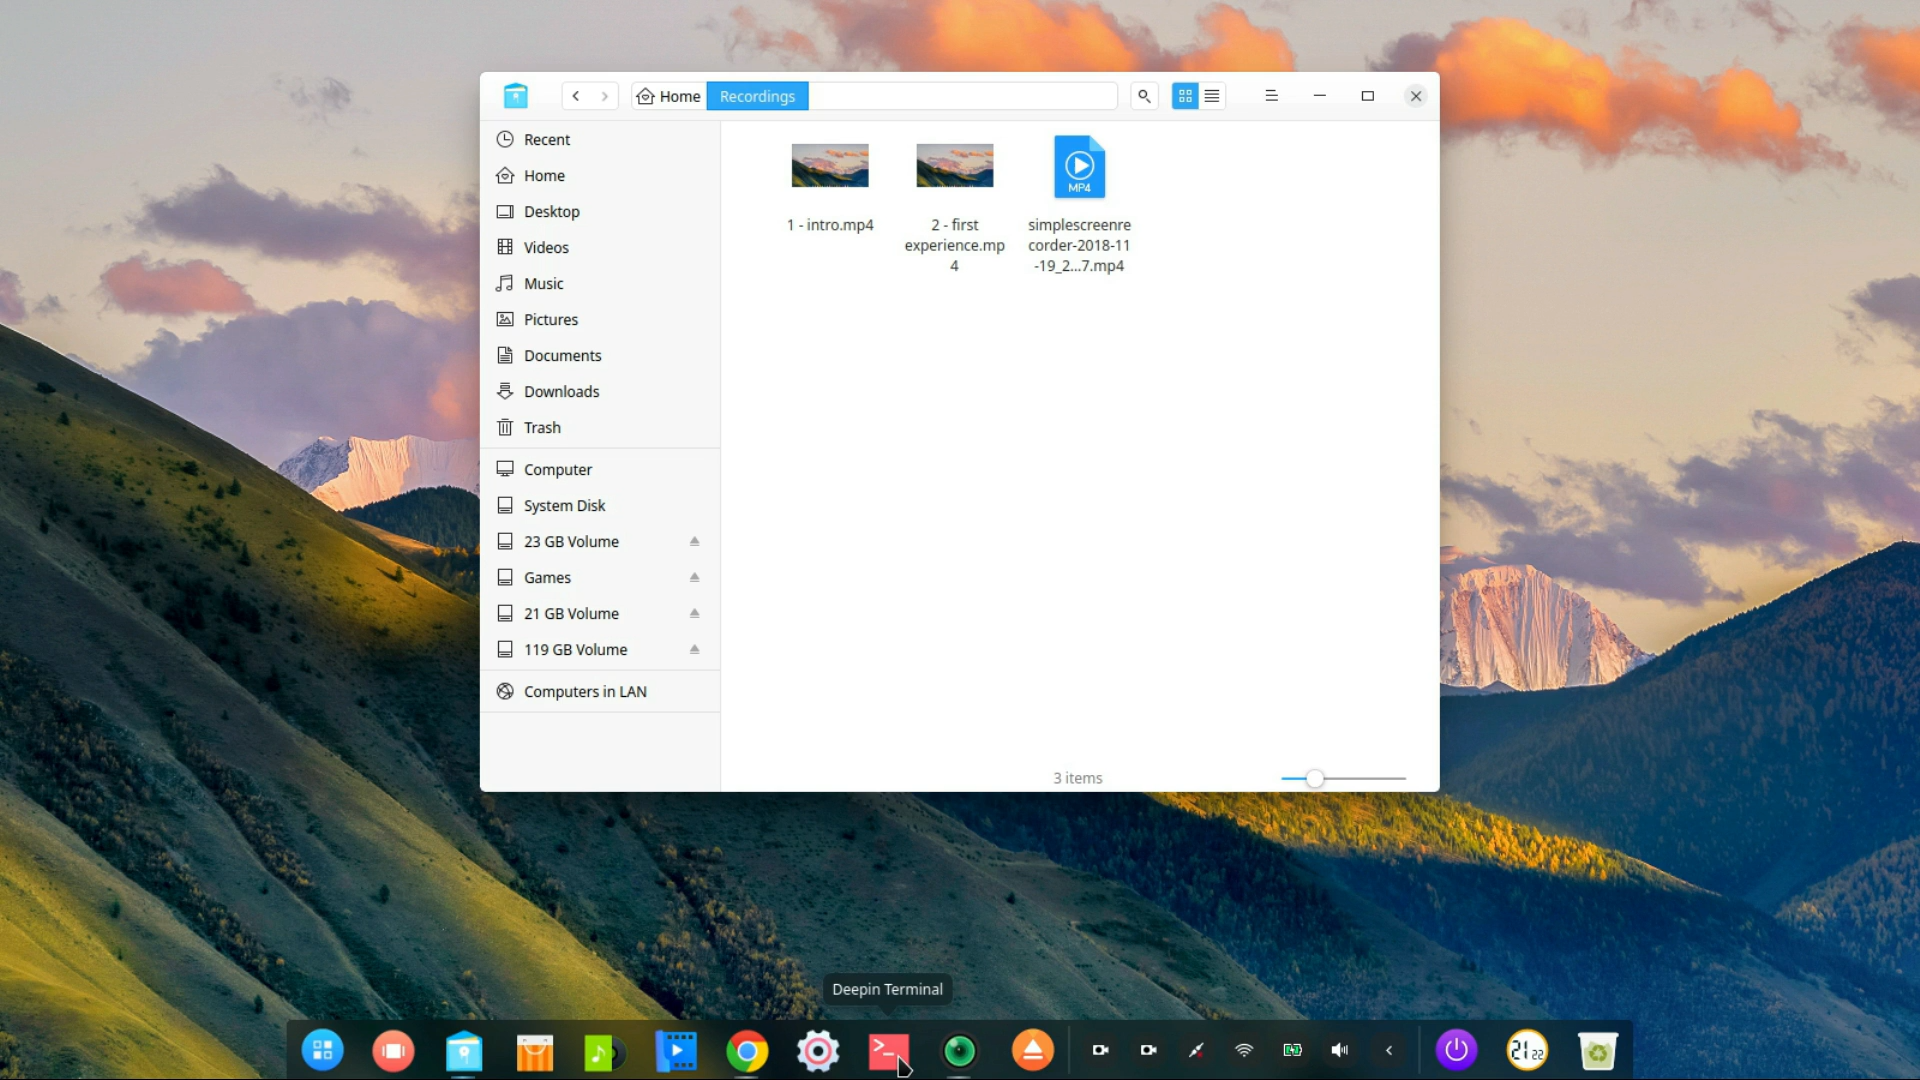 Home Recordings
Recent
Home
Desktop
Videos
Music
Pictures
Documents
Downloads
Trash
Computer
System Disk
23 GB Volume
Games
21 GB Volume
119 GB Volume
Computers in LAN
1 - intro.mp4
2 - first
experience.mp
4
MP4
simplescreenre
corder-2018-11
-19_2...7.mp4
3 items
Deepin Terminal
21 22